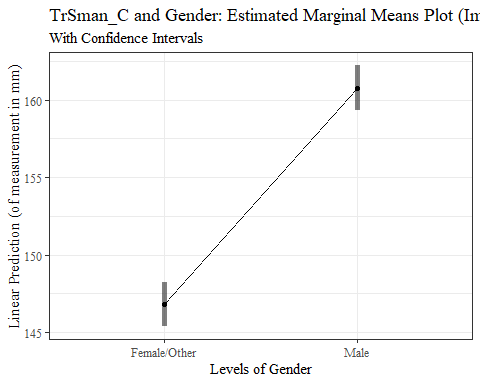 TrSman_C and Gender: Estimated Marginal Means Plot (Im
With Confidence Intervals
Linear Prediction (of measurement in mm)
160
155
150
145
Female/Other
Male
Levels of Gender